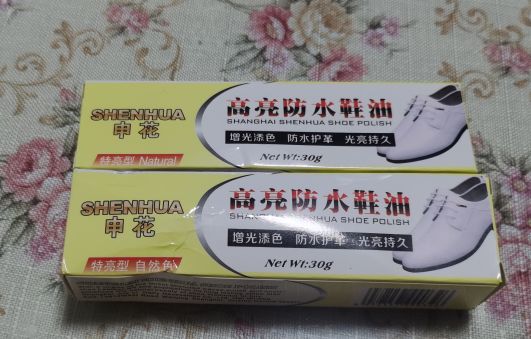 SHENHUA
申花
高亮防水鞋油
SHANGHAI SHENHUA SHOE POLISH
增光添色 防水护革 光亮持久
特亮型 Natural
Net Wt:30g
SHENHUA
申花
高亮防水鞋油
SHANGHAI SHENHUA SHOE POLISH
增光添色 防水护革 光亮持久
特亮型 自然色
Net Wt:30g